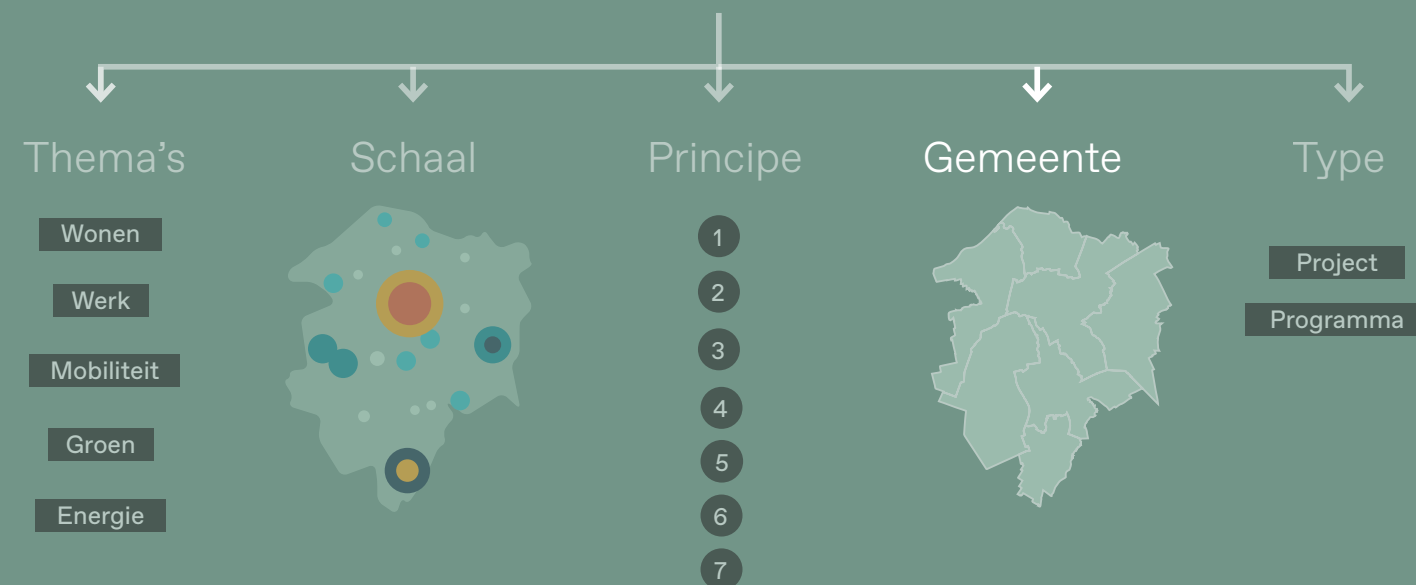 Thema's
Schaal
Principe
Gemeente
Type
Wonen
Werk
Mobiliteit
Groen
Energie
1
2
3
4
5
6
7
Project
Programma